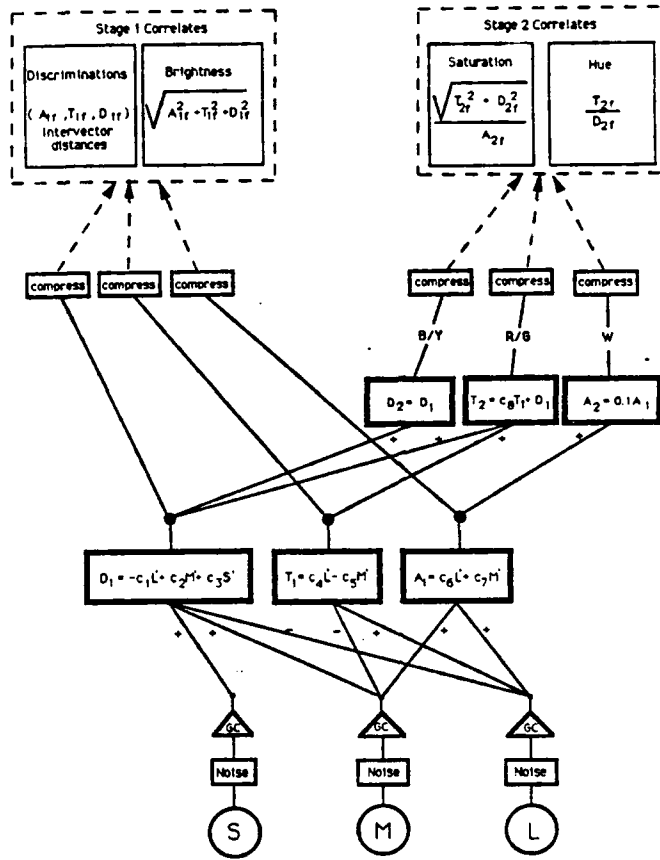 Stage 1 Correlates
Discriminations
( A1f , T1f , D1f )
Intervector
distances
Brightness
√A1f² + T1f² + D1f²
Stage 2 Correlates
Saturation
√T2f² + D2f²
A2f
Hue
T2f
D2f
compress compress compress
compress compress compress
B/Y R/G W
D2 = D1
T2 = c8T1 + D1
A2 = 0.1A1
+ + + +
D1 = -c1L' + c2M' + c3S'
T1 = c4L' - c5M'
A1 = c6L' + c7M'
+ + - - + + +
GC GC GC
Noise Noise Noise
S M L